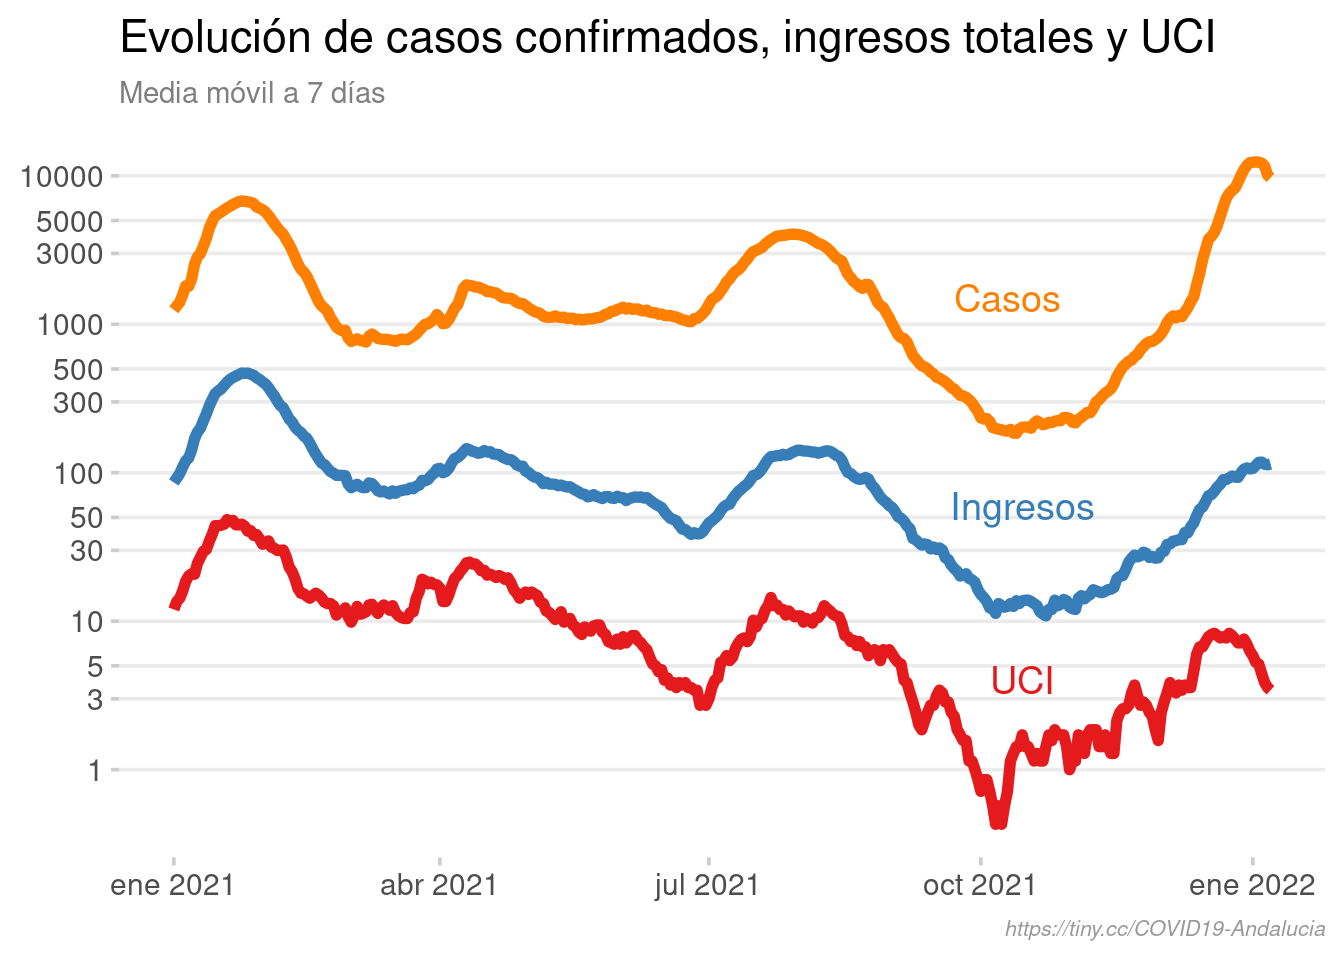 Evolución de casos confirmados, ingresos totales y UCI
Media móvil a 7 días
10000
5000
3000
1000
500
300
100
50
30
10
5
3
1
Casos
Ingresos
UCI
ene 2021
abr 2021
jul 2021
oct 2021
ene 2022
https://tiny.cc/COVID19-Andalucia